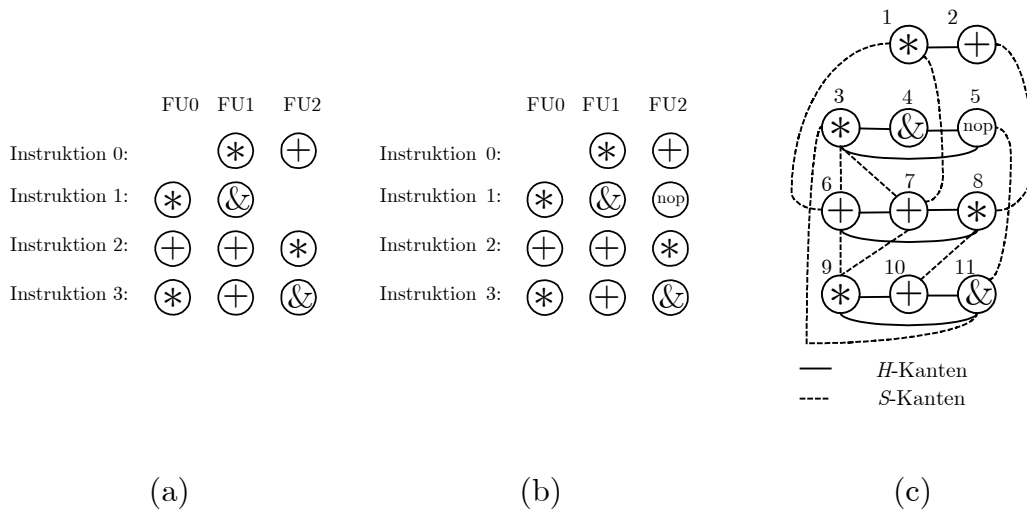 FU0 FU1 FU2
Instruktion 0: * +
Instruktion 1: * &
Instruktion 2: + + *
Instruktion 3: * + &
(a)
FU0 FU1 FU2
Instruktion 0: * +
Instruktion 1: * & nop
Instruktion 2: + + *
Instruktion 3: * + &
(b)
1 2
* +
3 4 5
* & nop
6 7 8
+ + *
9 10 11
* + &
H-Kanten
S-Kanten
(c)